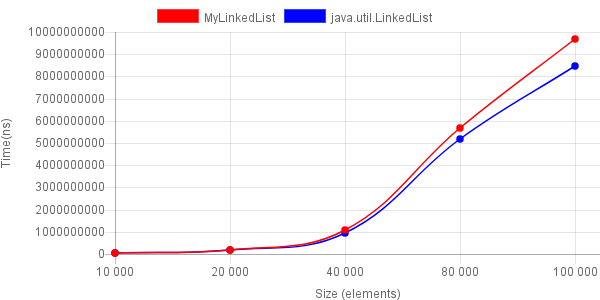 MyLinkedList java.util.LinkedList
10000000000
9000000000
8000000000
7000000000
6000000000
5000000000
4000000000
3000000000
2000000000
1000000000
0
Time(ns)
10 000 20 000 40 000 80 000 100 000
Size (elements)